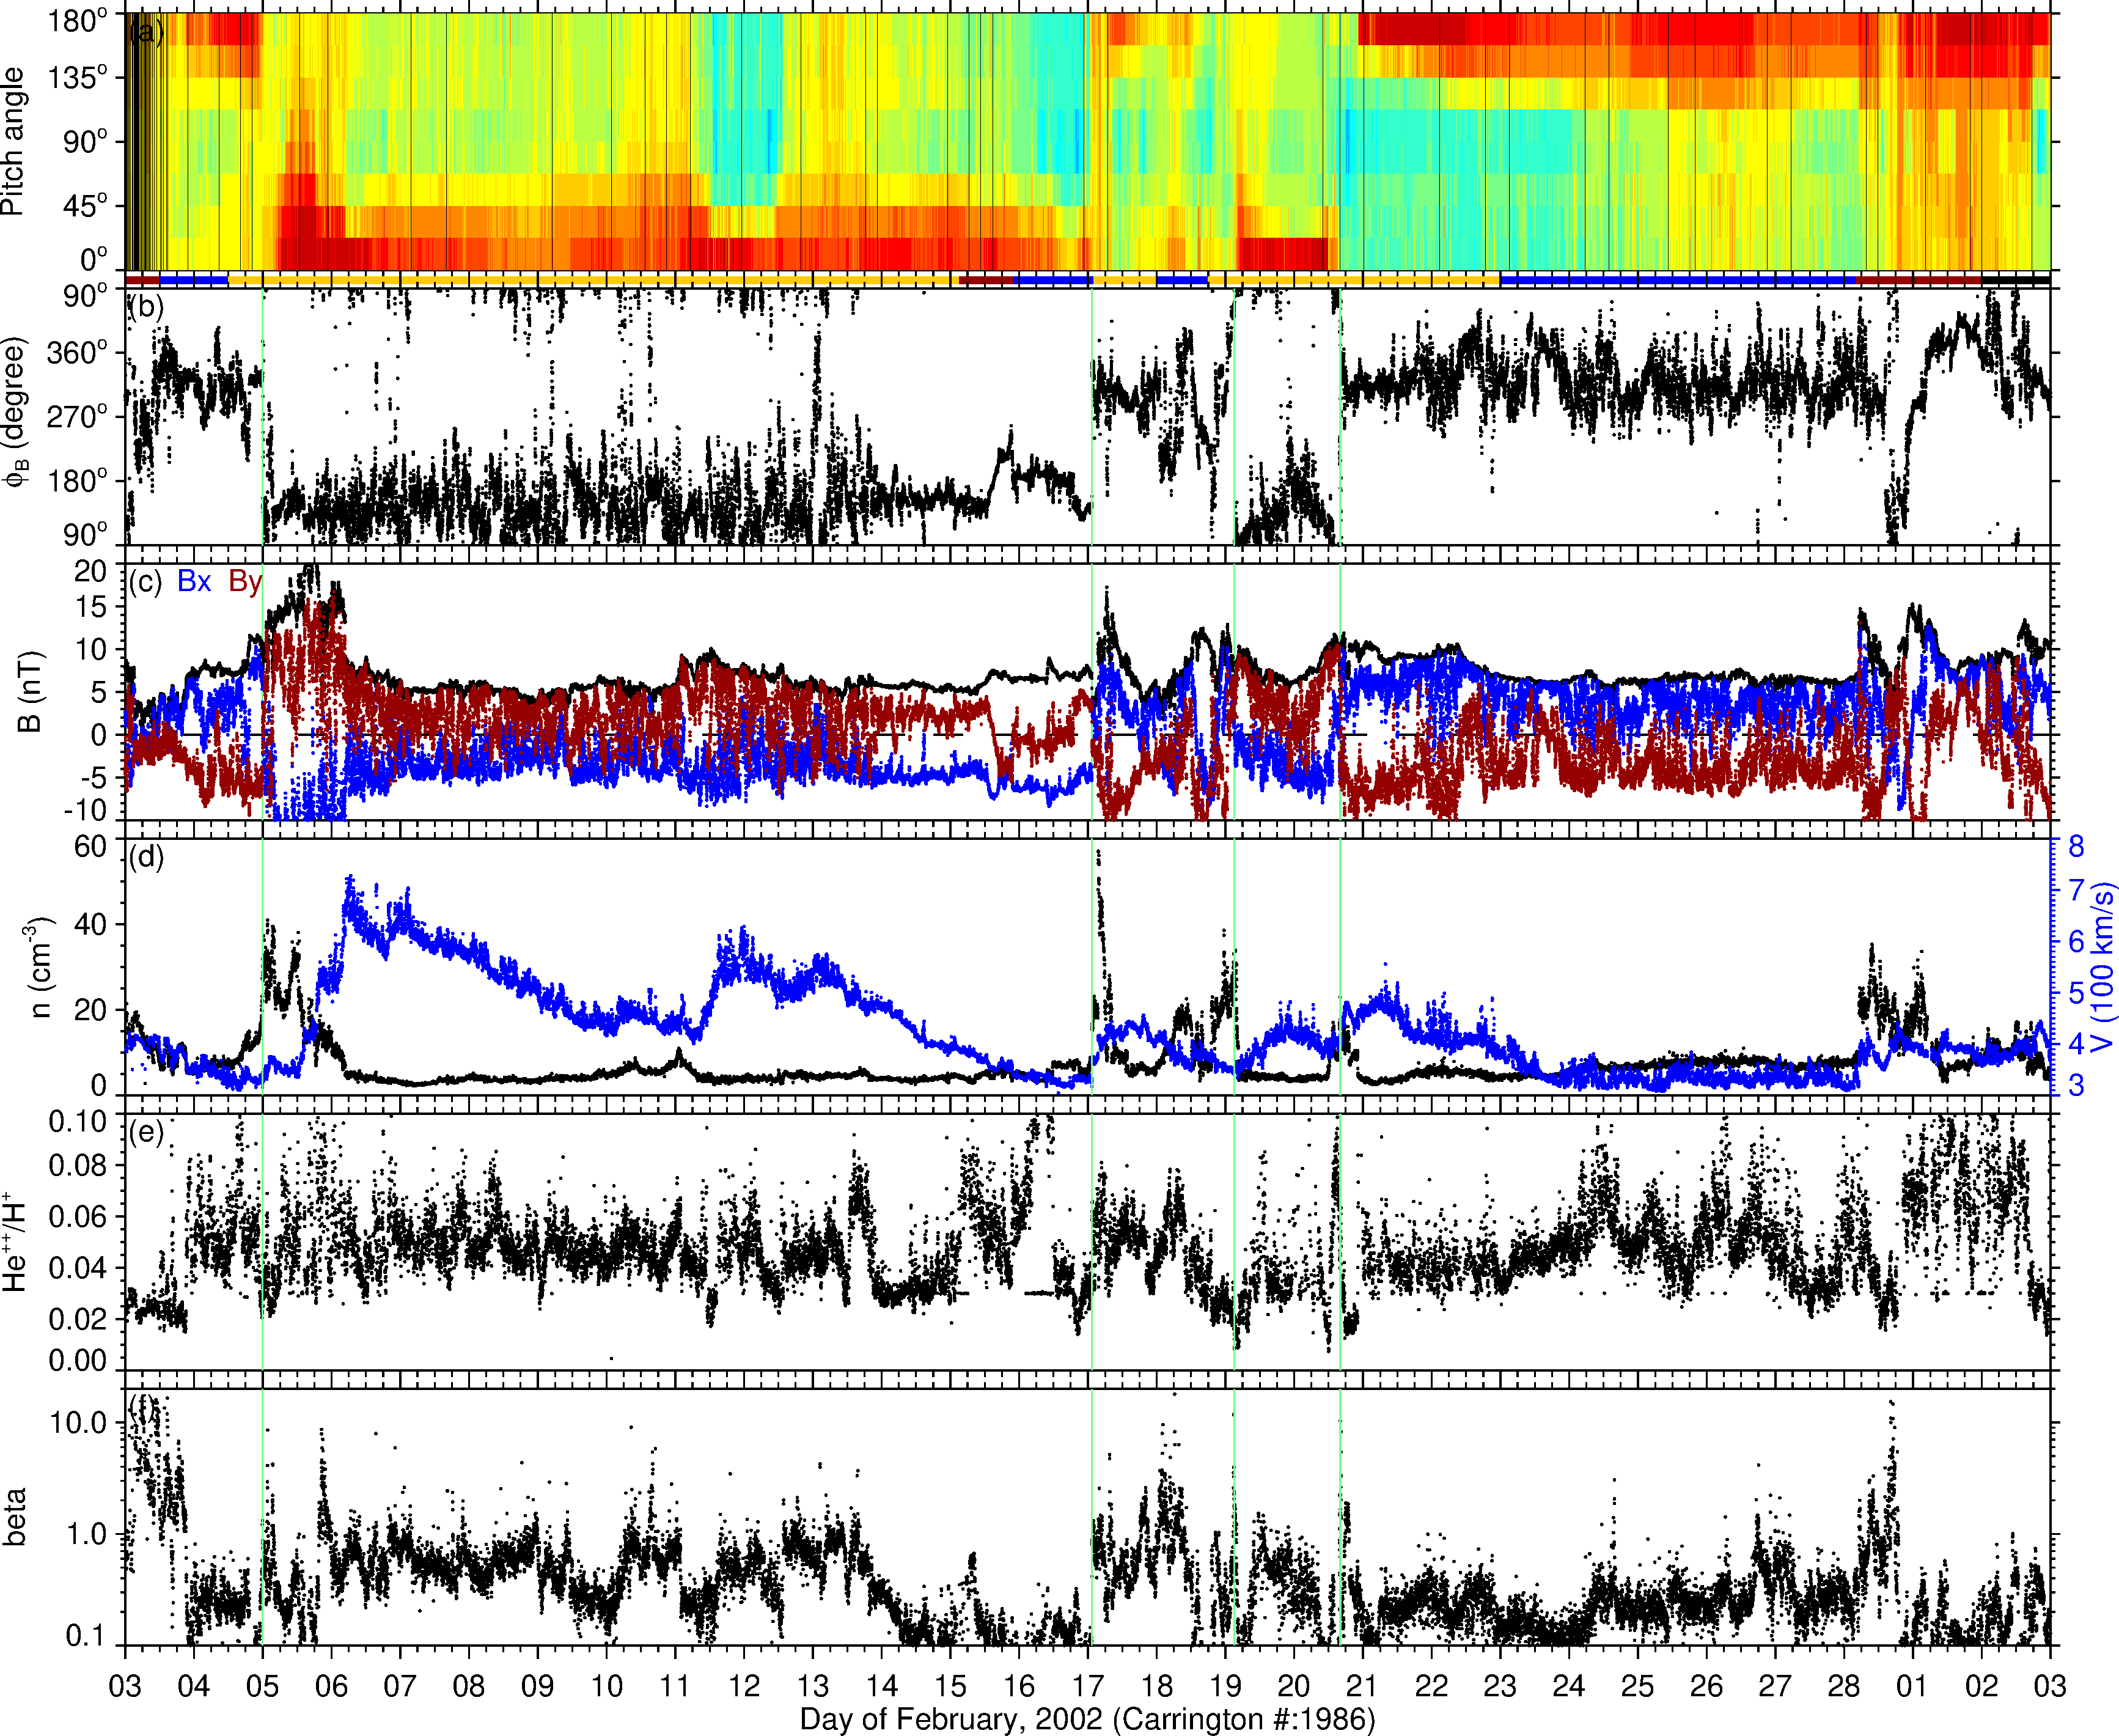 (a)
180°
135°
90°
45°
0°
Pitch angle
(b)
90°
360°
270°
180°
90°
ϕB (degree)
(c) Bx By
20
15
10
5
0
-5
-10
B (nT)
(d)
60
40
20
0
n (cm-3)
8
7
6
5
4
3
V (100 km/s)
(e)
0.10
0.08
0.06
0.04
0.02
0.00
He++/H+
(f)
10.0
1.0
0.1
beta
03 04 05 06 07 08 09 10 11 12 13 14 15 16 17 18 19 20 21 22 23 24 25 26 27 28 01 02 03
Day of February, 2002 (Carrington #:1986)